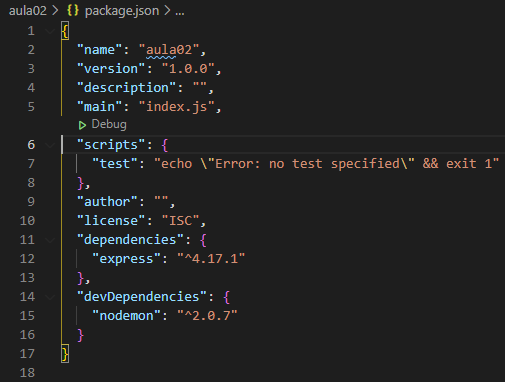 aula02 > {} package.json > ...
1 {
2 "name": "aula02",
3 "version": "1.0.0",
4 "description": "",
5 "main": "index.js",
Debug
6 "scripts": {
7 "test": "echo \"Error: no test specified\" && exit 1"
8 },
9 "author": "",
10 "license": "ISC",
11 "dependencies": {
12 "express": "^4.17.1"
13 },
14 "devDependencies": {
15 "nodemon": "^2.0.7"
16 }
17 }
18